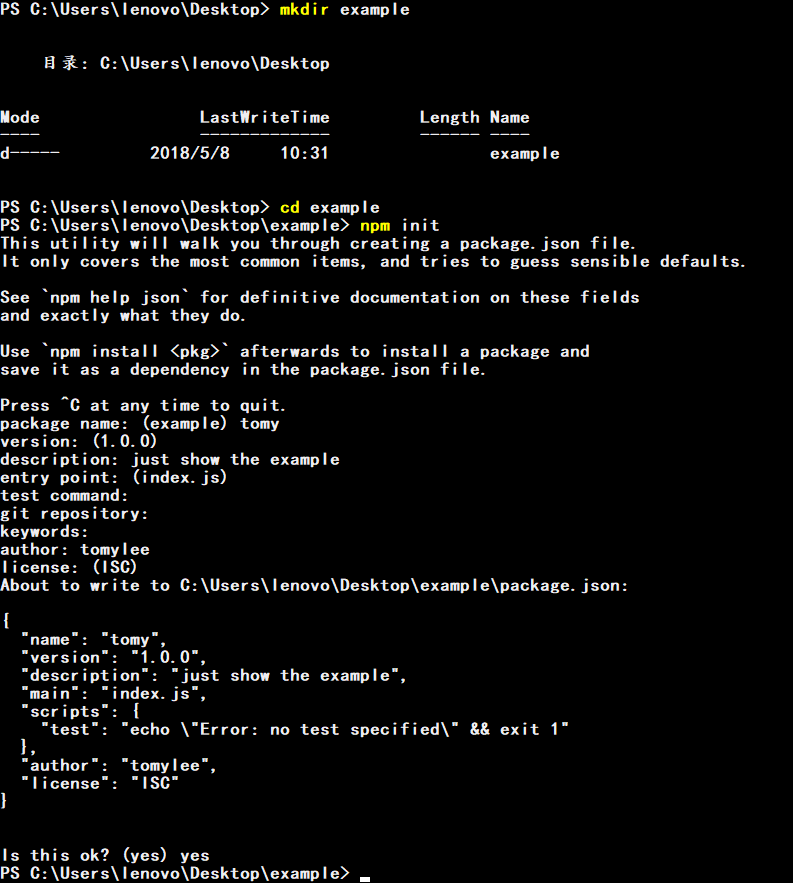 PS C:\Users\lenovo\Desktop> mkdir example
目录: C:\Users\lenovo\Desktop
Mode                LastWriteTime         Length Name
----                -------------         ------ ----
d-----         2018/5/8     10:31                example
PS C:\Users\lenovo\Desktop> cd example
PS C:\Users\lenovo\Desktop\example> npm init
This utility will walk you through creating a package.json file.
It only covers the most common items, and tries to guess sensible defaults.
See `npm help json` for definitive documentation on these fields
and exactly what they do.
Use `npm install <pkg>` afterwards to install a package and
save it as a dependency in the package.json file.
Press ^C at any time to quit.
package name: (example) tomy
version: (1.0.0)
description: just show the example
entry point: (index.js)
test command:
git repository:
keywords:
author: tomylee
license: (ISC)
About to write to C:\Users\lenovo\Desktop\example\package.json:
{
  "name": "tomy",
  "version": "1.0.0",
  "description": "just show the example",
  "main": "index.js",
  "scripts": {
    "test": "echo \"Error: no test specified\" && exit 1"
  },
  "author": "tomylee",
  "license": "ISC"
}
Is this ok? (yes) yes
PS C:\Users\lenovo\Desktop\example>